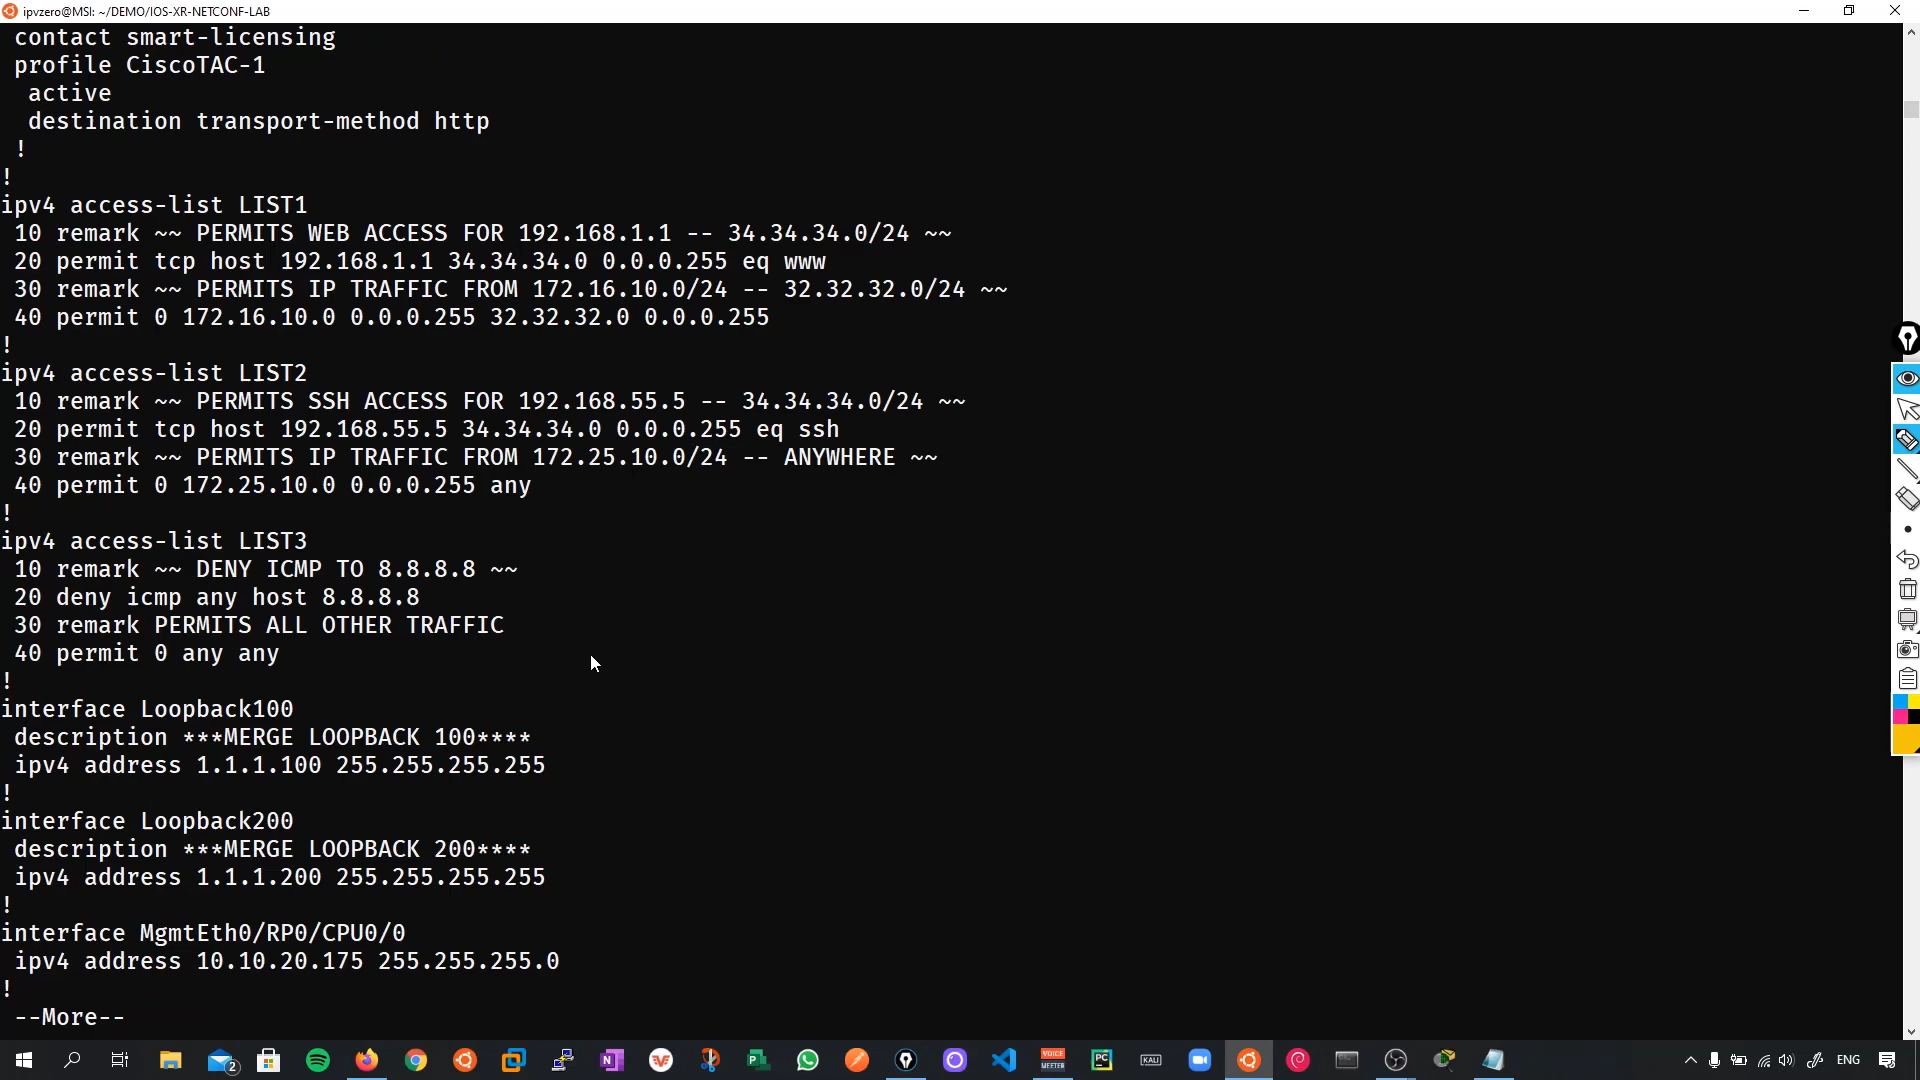 ipvzero@MSI: ~/DEMO/IOS-XR-NETCONF-LAB
contact smart-licensing
profile CiscoTAC-1
active
destination transport-method http
!
!
ipv4 access-list LIST1
10 remark ~~ PERMITS WEB ACCESS FOR 192.168.1.1 -- 34.34.34.0/24 ~~
20 permit tcp host 192.168.1.1 34.34.34.0 0.0.0.255 eq www
30 remark ~~ PERMITS IP TRAFFIC FROM 172.16.10.0/24 -- 32.32.32.0/24 ~~
40 permit 0 172.16.10.0 0.0.0.255 32.32.32.0 0.0.0.255
!
ipv4 access-list LIST2
10 remark ~~ PERMITS SSH ACCESS FOR 192.168.55.5 -- 34.34.34.0/24 ~~
20 permit tcp host 192.168.55.5 34.34.34.0 0.0.0.255 eq ssh
30 remark ~~ PERMITS IP TRAFFIC FROM 172.25.10.0/24 -- ANYWHERE ~~
40 permit 0 172.25.10.0 0.0.0.255 any
!
ipv4 access-list LIST3
10 remark ~~ DENY ICMP TO 8.8.8.8 ~~
20 deny icmp any host 8.8.8.8
30 remark PERMITS ALL OTHER TRAFFIC
40 permit 0 any any
!
interface Loopback100
description ***MERGE LOOPBACK 100****
ipv4 address 1.1.1.100 255.255.255.255
!
interface Loopback200
description ***MERGE LOOPBACK 200****
ipv4 address 1.1.1.200 255.255.255.255
!
interface MgmtEth0/RP0/CPU0/0
ipv4 address 10.10.20.175 255.255.255.0
!
--More--
2 N P VOICE MEETER PC KALI ENG